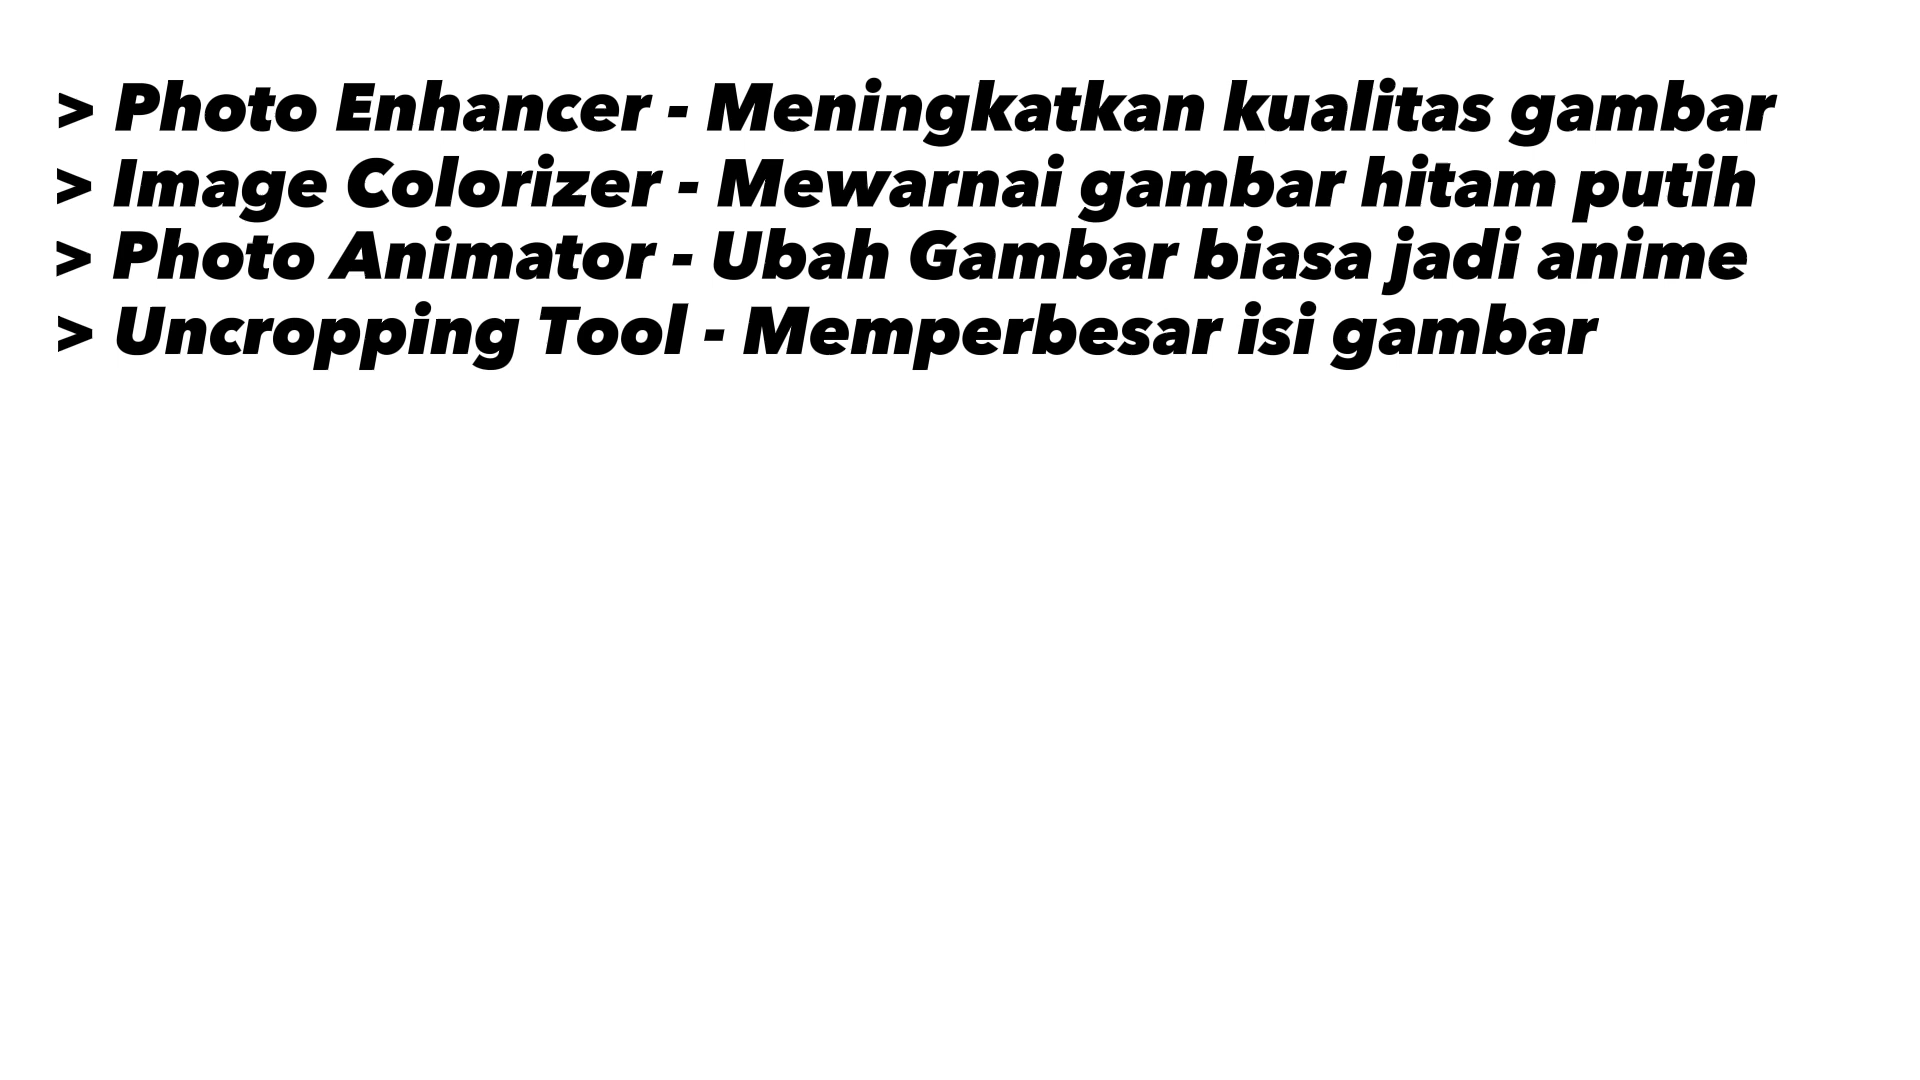 > Photo Enhancer - Meningkatkan kualitas gambar
> Image Colorizer - Mewarnai gambar hitam putih
> Photo Animator - Ubah Gambar biasa jadi anime
> Uncropping Tool - Memperbesar isi gambar